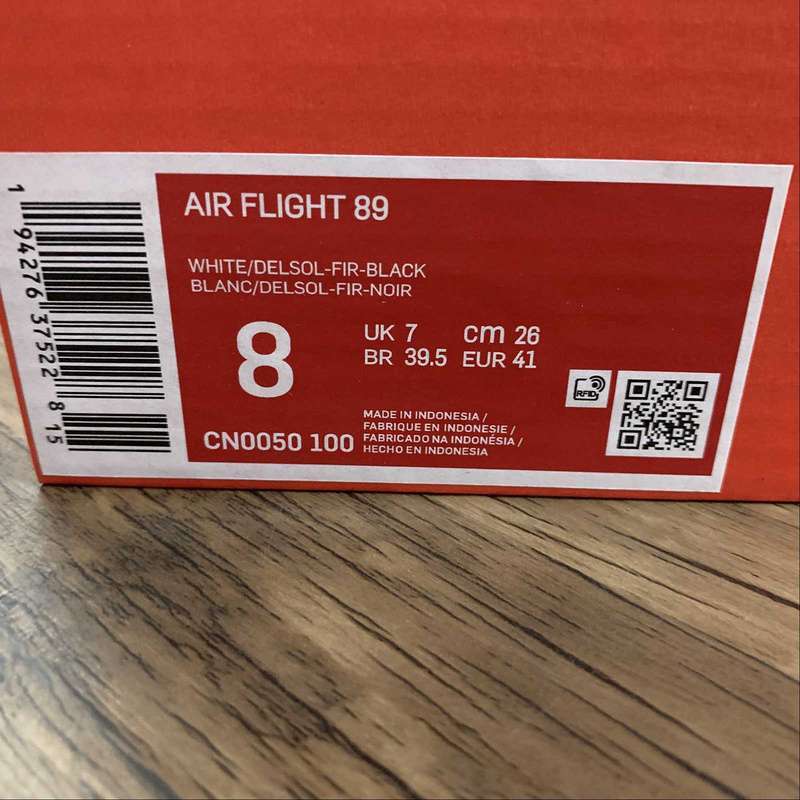 AIR FLIGHT 89
WHITE/DELSOL-FIR-BLACK
BLANC/DELSOL-FIR-NOIR
8
UK 7 cm 26
BR 39.5 EUR 41
CN0050 100
MADE IN INDONESIA /
FABRIQUE EN INDONESIE /
FABRICADO NA INDONÉSIA /
HECHO EN INDONESIA
RFID
1 94276 37522 8 15